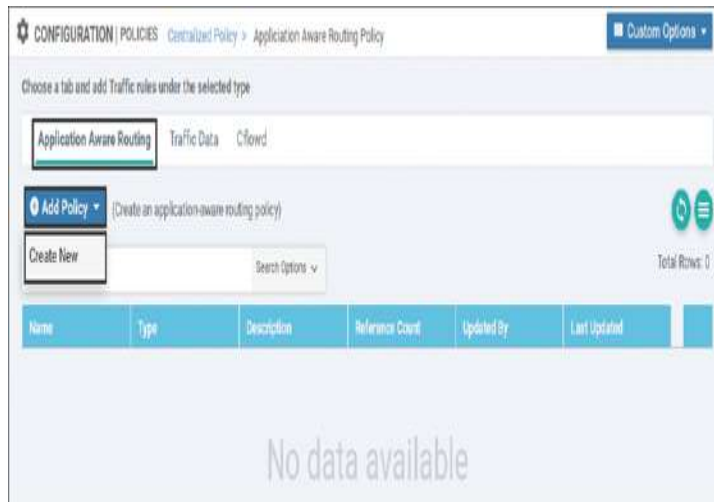 CONFIGURATION | POLICIES Centralized Policy > Appliciation Aware Routing Policy
Custom Options
Choose a tab and add Traffic rules under the selected type
Application Aware Routing Traffic Data Cflowd
Add Policy (Create an application-aware routing policy)
Create New
Search Options
Total Rows: 0
Name Type Description Reference Count Updated By Last Updated
No data available